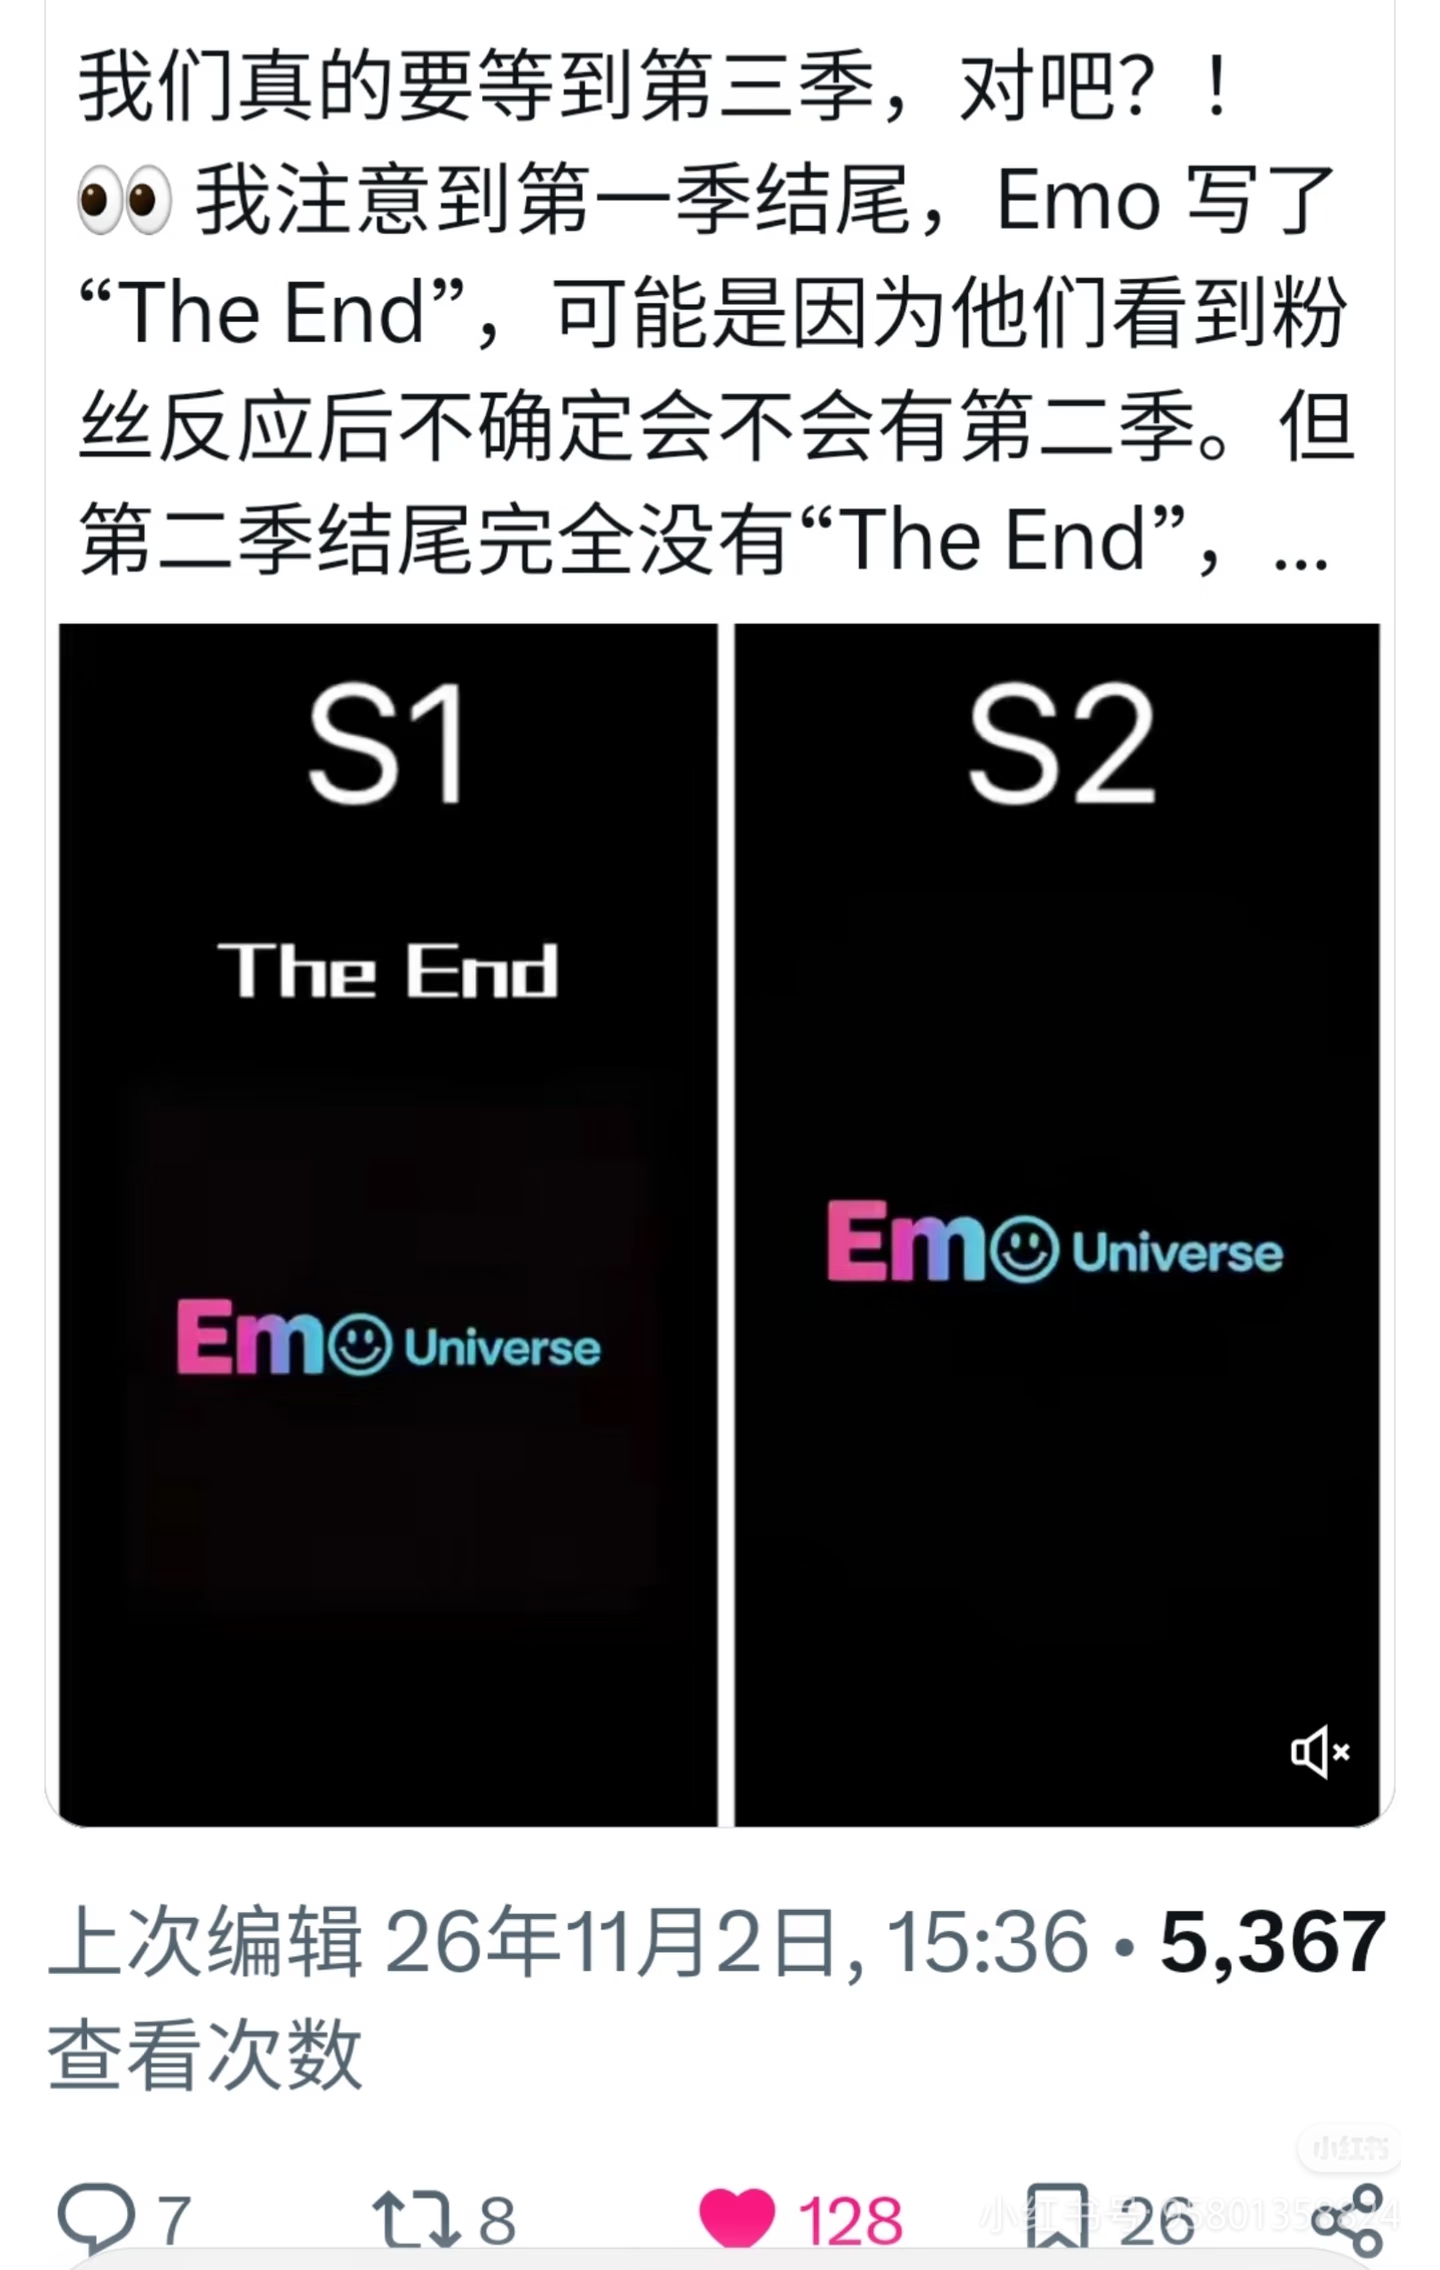 我们真的要等到第三季，对吧？！
👀 我注意到第一季结尾，Emo 写了
“The End”，可能是因为他们看到粉
丝反应后不确定会不会有第二季。但
第二季结尾完全没有“The End”，...
S1
S2
The End
Emo Universe
Emo Universe
上次编辑 26年11月2日, 15:36 • 5,367
查看次数
7
8
128
26
小红书